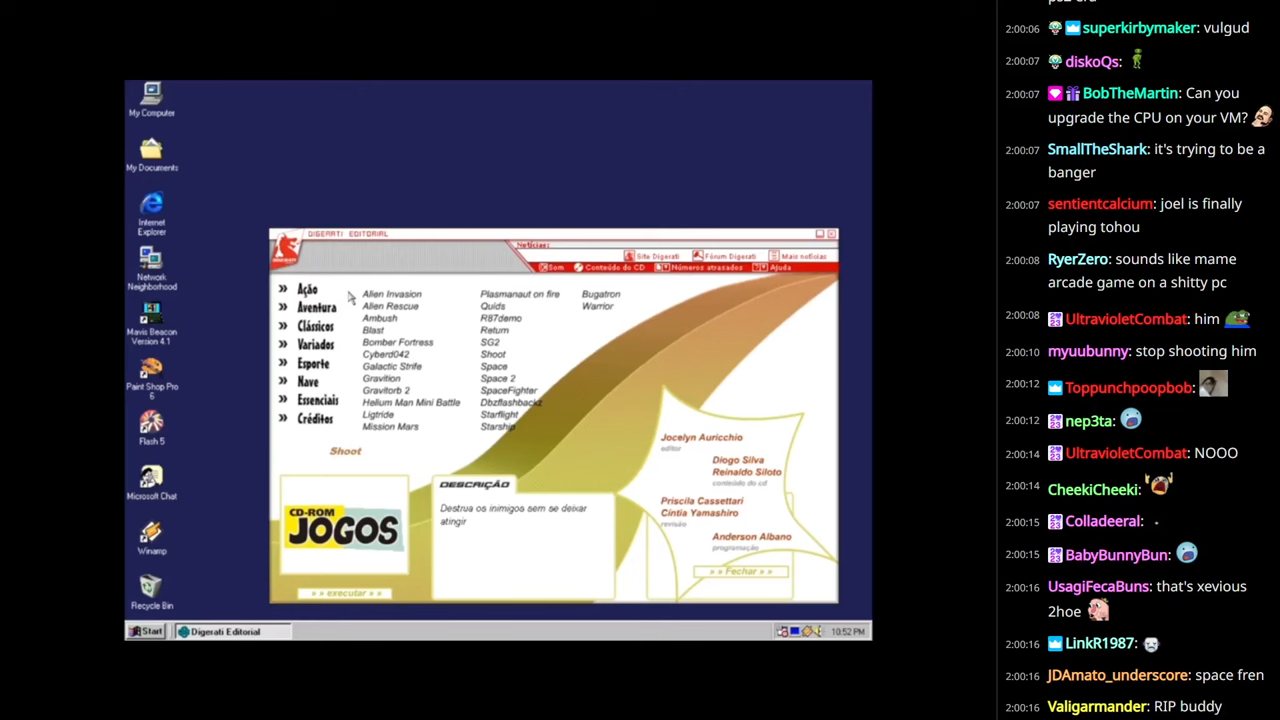 My Computer
My Documents
Internet
Explorer
Network
Neighborhood
Mavis Beacon
Version 4.1
Paint Shop Pro
6
Flash 5
Microsoft Chat
Winamp
Recycle Bin
DIGERATI EDITORIAL
Notícias:
Site Digerati
Fórum Digerati
Mais notícias
Som
Conteúdo do CD
Números atrasados
Ajuda
» Ação
» Aventura
» Clássicos
» Variados
» Esporte
» Nave
» Essenciais
» Créditos
Alien Invasion
Alien Rescue
Ambush
Blast
Bomber Fortress
Cyberd042
Galactic Strife
Gravition
Gravitorb 2
Helium Man Mini Battle
Ligtride
Mission Mars
Plasmanaut on fire
Quids
R87demo
Return
SG2
Shoot
Space
Space 2
SpaceFighter
Dbzflashback2
Starflight
Starship
Bugatron
Warrior
Shoot
CD-ROM
JOGOS
» » executar » »
DESCRIÇÃO
Destrua os inimigos sem se deixar
atingir
Jocelyn Auricchio
editor
Diogo Silva
Reinaldo Siloto
conteúdo do cd
Priscila Cassettari
Cíntia Yamashiro
revisão
Anderson Albano
programação
» » Fechar » »
Start
Digerati Editorial
10:52 PM
2:00:06 superkirbymaker: vulgud
2:00:07 diskoQs:
2:00:07 BobTheMartin: Can you
upgrade the CPU on your VM?
2:00:07 SmallTheShark: it's trying to be a
banger
2:00:07 sentientcalcium: joel is finally
playing tohou
2:00:08 RyerZero: sounds like mame
arcade game on a shitty pc
2:00:08 UltravioletCombat: him
2:00:10 myuubunny: stop shooting him
2:00:12 Toppunchpoopbob:
2:00:12 nep3ta:
2:00:14 UltravioletCombat: NOOO
2:00:14 CheekiCheeki:
2:00:15 Colladeeral:
2:00:15 BabyBunnyBun:
2:00:16 UsagiFecaBuns: that's xevious
2hoe
2:00:16 LinkR1987:
2:00:16 JDAmato_underscore: space fren
2:00:16 Valigarmander: RIP buddy